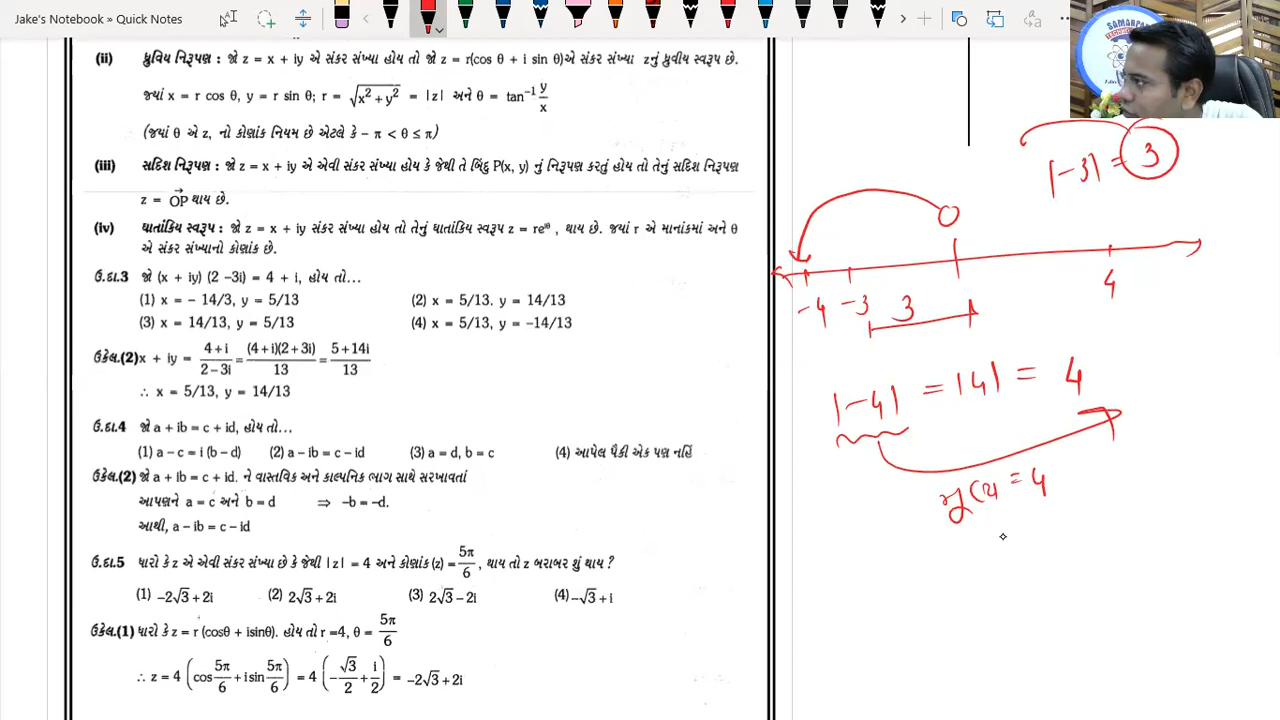 Jake's Notebook » Quick Notes
(ii) ધ્રુવિય નિરૂપણ : જો z = x + iy એ સંકર સંખ્યા હોય તો જો z = r(cos θ + i sin θ)એ સંકર સંખ્યા zનું ધ્રુવીય સ્વરૂપ છે.
જ્યાં x = r cos θ, y = r sin θ; r = √x² + y² = |z| અને θ = tan⁻¹ y/x
(જ્યાં θ એ z, નો કોણાંક નિયમ છે એટલે કે - π < θ ≤ π)
(iii) સદિશ નિરૂપણ : જો z = x + iy એ એવી સંકર સંખ્યા હોય કે જેથી તે બિંદુ P(x, y) નું નિરૂપણ કરતું હોય તો તેનું સદિશ નિરૂપણ
z = OP⃗ થાય છે.
(iv) ઘાતાંકિય સ્વરૂપ : જો z = x + iy સંકર સંખ્યા હોય તો તેનું ઘાતાંકિય સ્વરૂપ z = re^iθ, થાય છે. જ્યાં r એ માનાંકમાં અને θ
એ સંકર સંખ્યાનો કોણાંક છે.
ઉ.દા.3 જો (x + iy) (2 –3i) = 4 + i, હોય તો...
(1) x = – 14/3, y = 5/13 (2) x = 5/13. y = 14/13
(3) x = 14/13, y = 5/13 (4) x = 5/13, y = –14/13
ઉકેલ.(2)x + iy = 4+i/2–3i = (4+i)(2+3i)/13 = 5+14i/13
∴ x = 5/13, y = 14/13
ઉ.દા.4 જો a + ib = c + id, હોય તો...
(1) a – c = i (b – d) (2) a – ib = c – id (3) a = d, b = c (4) આપેલ પૈકી એક પણ નહિં
ઉકેલ.(2) જો a + ib = c + id. ને વાસ્તવિક અને કાલ્પનિક ભાગ સાથે સરખાવતાં
આપણને a = c અને b = d ⇒ –b = –d.
આથી, a – ib = c – id
ઉ.દા.5 ધારો કે z એ એવી સંકર સંખ્યા છે કે જેથી |z| = 4 અને કોણાંક (z) = 5π/6, થાય તો z બરાબર શું થાય ?
(1) –2√3 + 2i (2) 2√3 + 2i (3) 2√3 – 2i (4) –√3 + i
ઉકેલ.(1) ધારો કે z = r (cosθ + isinθ). હોય તો r =4, θ = 5π/6
∴ z = 4 (cos 5π/6 + isin 5π/6) = 4 (–√3/2 + i/2) = –2√3 + 2i
|-3| = 3
-4 -3 4
3
|-4| = |4| = 4
= 4